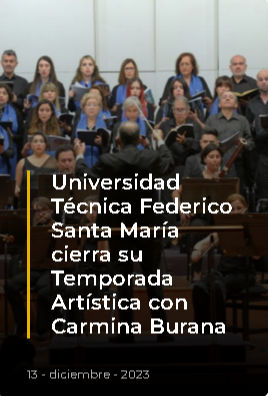 Universidad
Técnica Federico
Santa María
cierra su
Temporada
Artística con
Carmina Burana
13 - diciembre - 2023